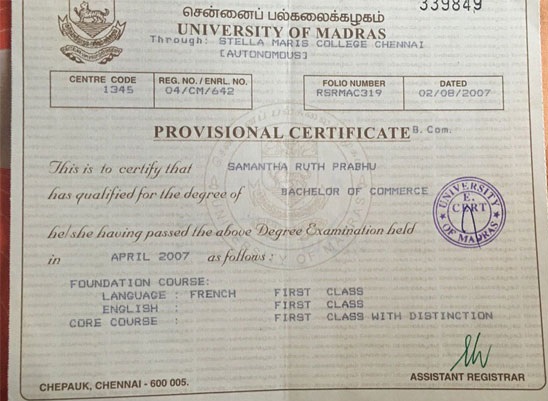 339849
சென்னைப் பல்கலைக்கழகம்
UNIVERSITY OF MADRAS
Through: STELLA MARIS COLLEGE CHENNAI
[AUTONOMOUS]
CENTRE CODE
1345
REG. NO./ ENRL. NO.
04/CM/642
FOLIO NUMBER
RSRMAC319
DATED
02/08/2007
PROVISIONAL CERTIFICATE B.Com.
This is to certify that SAMANTHA RUTH PRABHU
has qualified for the degree of BACHELOR OF COMMERCE
UNIVERSITY OF MADRAS
E.
CERT
he/she having passed the above Degree Examination held
in APRIL 2007 as follows :
FOUNDATION COURSE:
LANGUAGE : FRENCH FIRST CLASS
ENGLISH : FIRST CLASS
CORE COURSE : FIRST CLASS WITH DISTINCTION
CHEPAUK, CHENNAI - 600 005.
ASSISTANT REGISTRAR